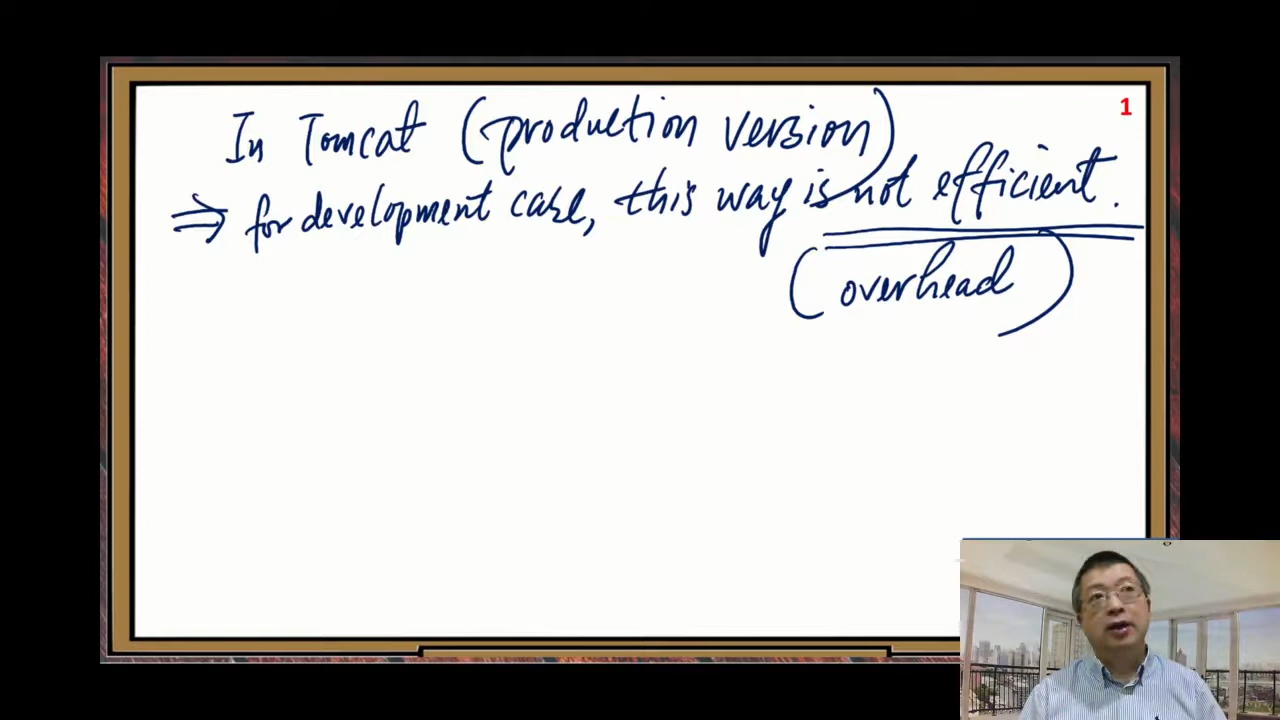 1
In Tomcat (production version)
⇒ for development case, this way is not efficient.
(overhead)